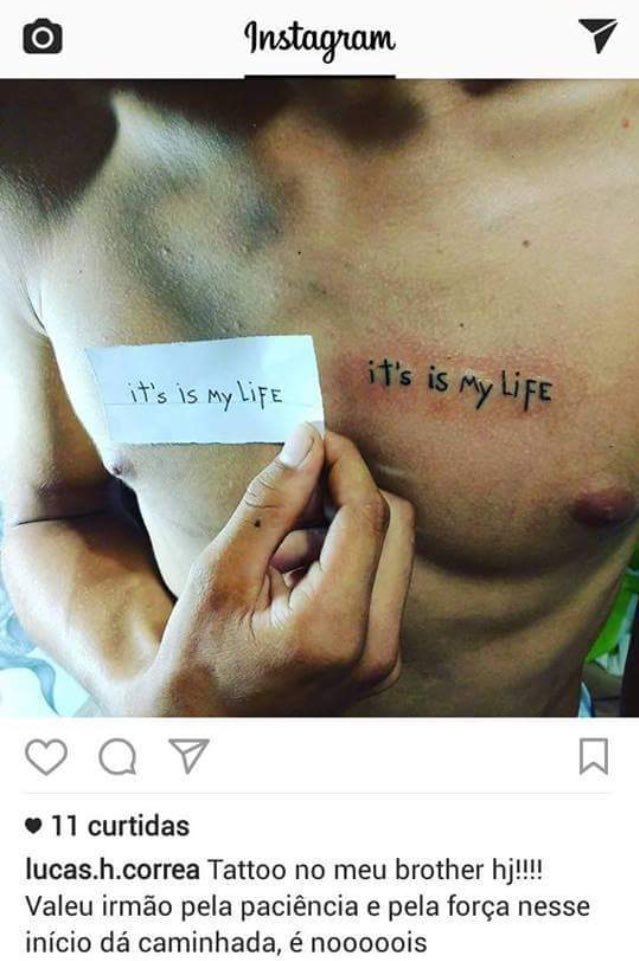 Instagram
it's is My LiFE
it's is My LiFE
11 curtidas
lucas.h.correa Tattoo no meu brother hj!!!!
Valeu irmão pela paciência e pela força nesse
início dá caminhada, é nooooois